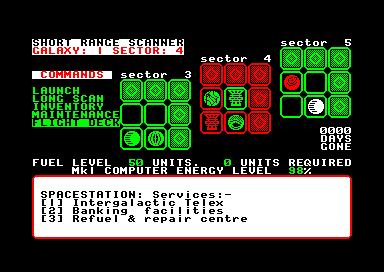 SHORT RANGE SCANNER
GALAXY: 1 SECTOR: 4
sector 3
sector 4
sector 5
COMMANDS
LAUNCH
LONG SCAN
INVENTORY
MAINTENANCE
FLIGHT DECK
0000
DAYS
GONE
FUEL LEVEL 50 UNITS. 0 UNITS REQUIRED
MkI COMPUTER ENERGY LEVEL 98%
SPACESTATION: Services:-
[1] Intergalactic Telex
[2] Banking facilities
[3] Refuel & repair centre